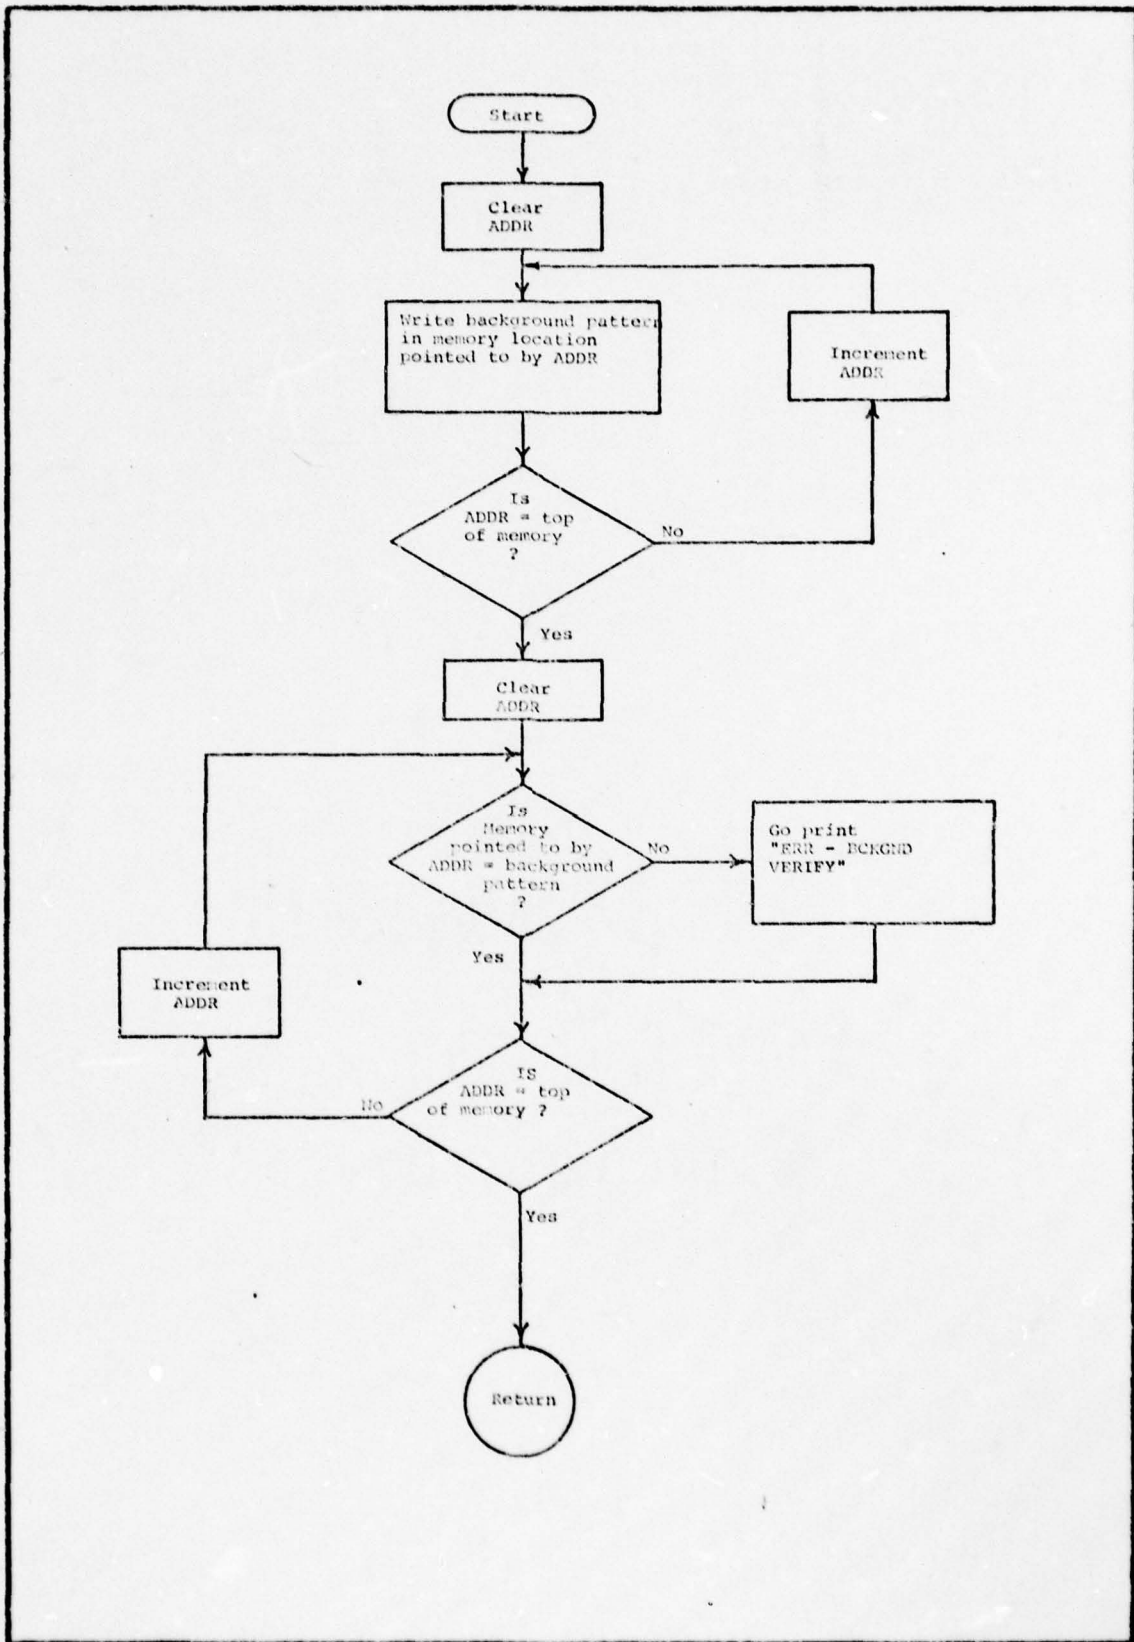 Start
Clear
ADDR
Write background pattern
in memory location
pointed to by ADDR
Increment
ADDR
Is
ADDR = top
of memory
?
No
Yes
Clear
ADDR
Is
Memory
pointed to by
ADDR = background
pattern
?
No
Go print
"ERR - BCKGND
VERIFY"
Yes
Increment
ADDR
IS
ADDR = top
of memory ?
No
Yes
Return